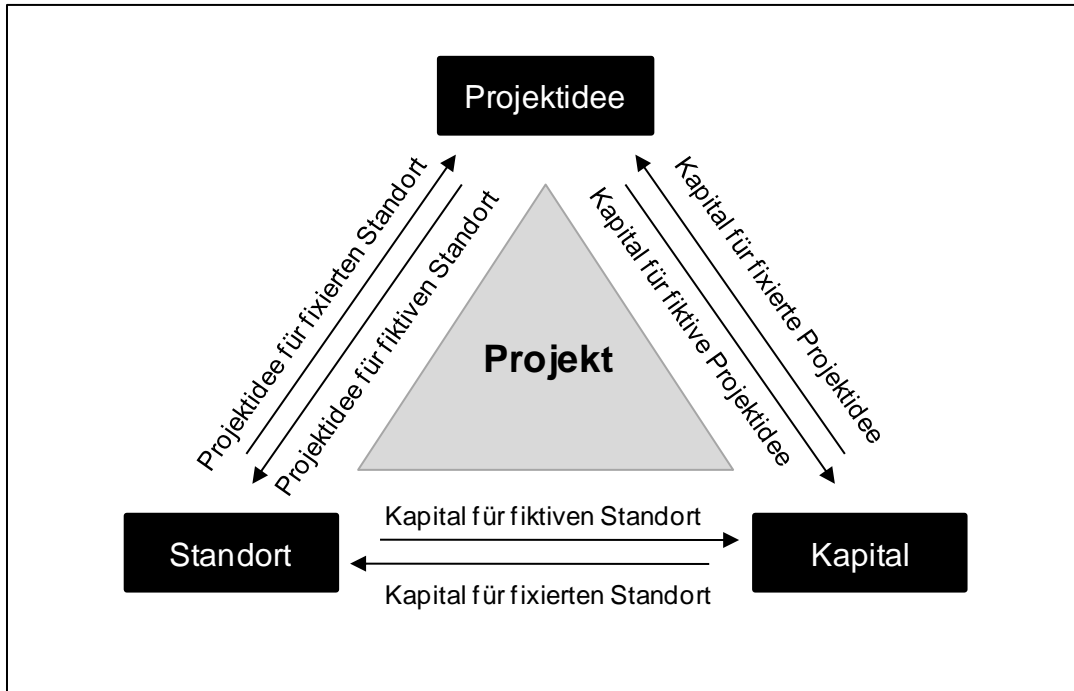 Projektidee
Projektidee für fixierten Standort
Projektidee für fiktiven Standort
Kapital für fiktive Projektidee
Kapital für fixierte Projektidee
Projekt
Standort
Kapital für fiktiven Standort
Kapital für fixierten Standort
Kapital